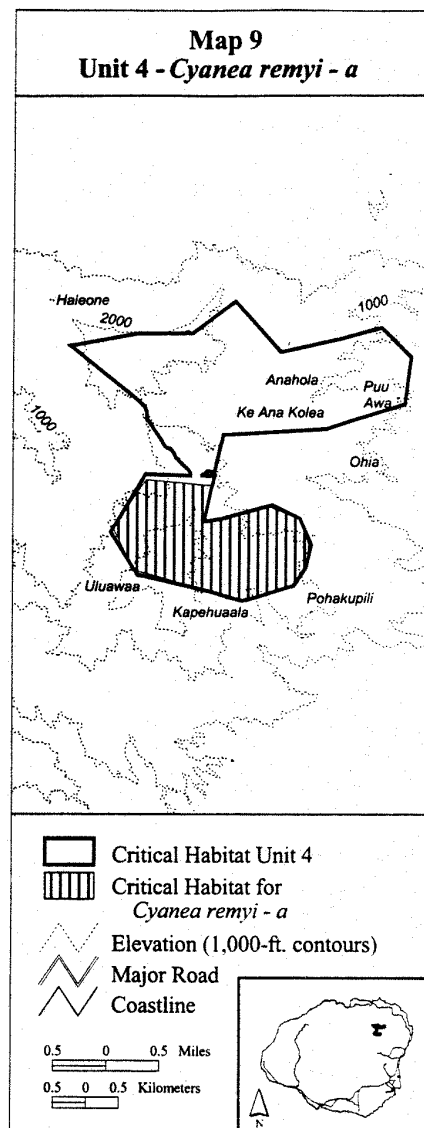 Map 9
Unit 4 - Cyanea remyi - a
Haleone
2000
1000
1000
Anahola
Puu
Awa
Ke Ana Kolea
Ohia
Uluawaa
Kapehuaala
Pohakupili
Critical Habitat Unit 4
Critical Habitat for
Cyanea remyi - a
Elevation (1,000-ft. contours)
Major Road
Coastline
0.5 0 0.5 Miles
0.5 0 0.5 Kilometers
N